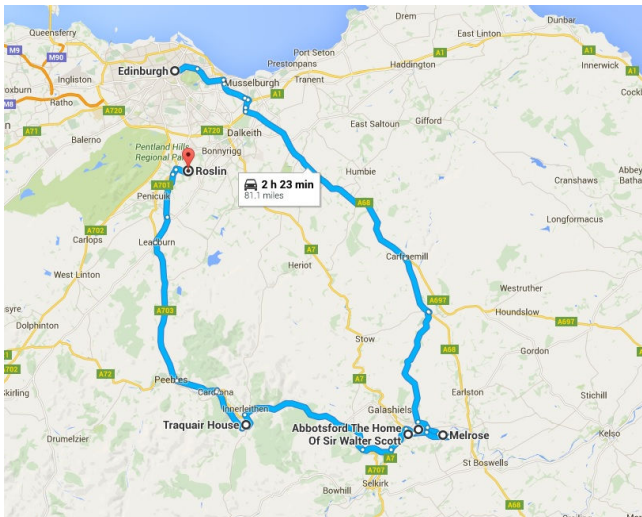 Queensferry
M9
M90
Edinburgh
Ingliston
Ratho
M8
A720
A71
Balerno
Musselburgh
Port Seton
Prestonpans
Tranent
A1
Haddington
East Linton
Drem
Dunbar
Innerwick
A1
A720
Dalkeith
Pentland Hills
Regional Park
Bonnyrigg
Roslin
A701
Penicuik
East Saltoun
Gifford
Humbie
2 h 23 min
81.1 miles
A68
A7
Cranshaws
Abbey
Longformacus
A702
Carlops
Leadburn
West Linton
Heriot
Carfraemill
A697
Westruther
Houndslow
A697
Dolphinton
A702
A703
Stow
A68
Gordon
A72
Skirling
Peebles
Cardrona
A7
Earlston
Stichill
Innerleithen
Galashiels
Traquair House
Abbotsford The Home
Of Sir Walter Scott
Melrose
Kelso
Drumelzier
A7
A707
Selkirk
St Boswells
Bowhill
A68